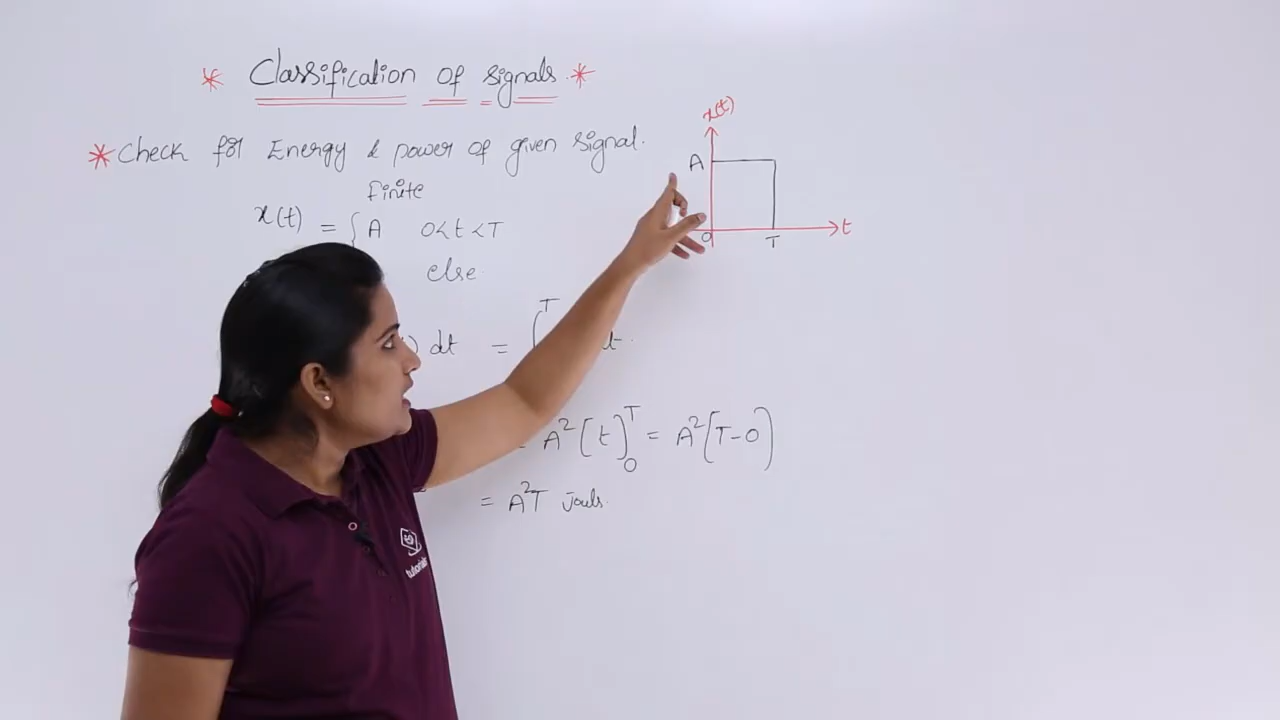 * Classification of signals *
* Check for Energy & power of given signal.
finite
x(t) = { A 0<t<T
else
x(t)
A
0 T t
) dt = ∫ T t.
= A²[t]₀ᵀ = A²(T-0)
= A²T Jouls.